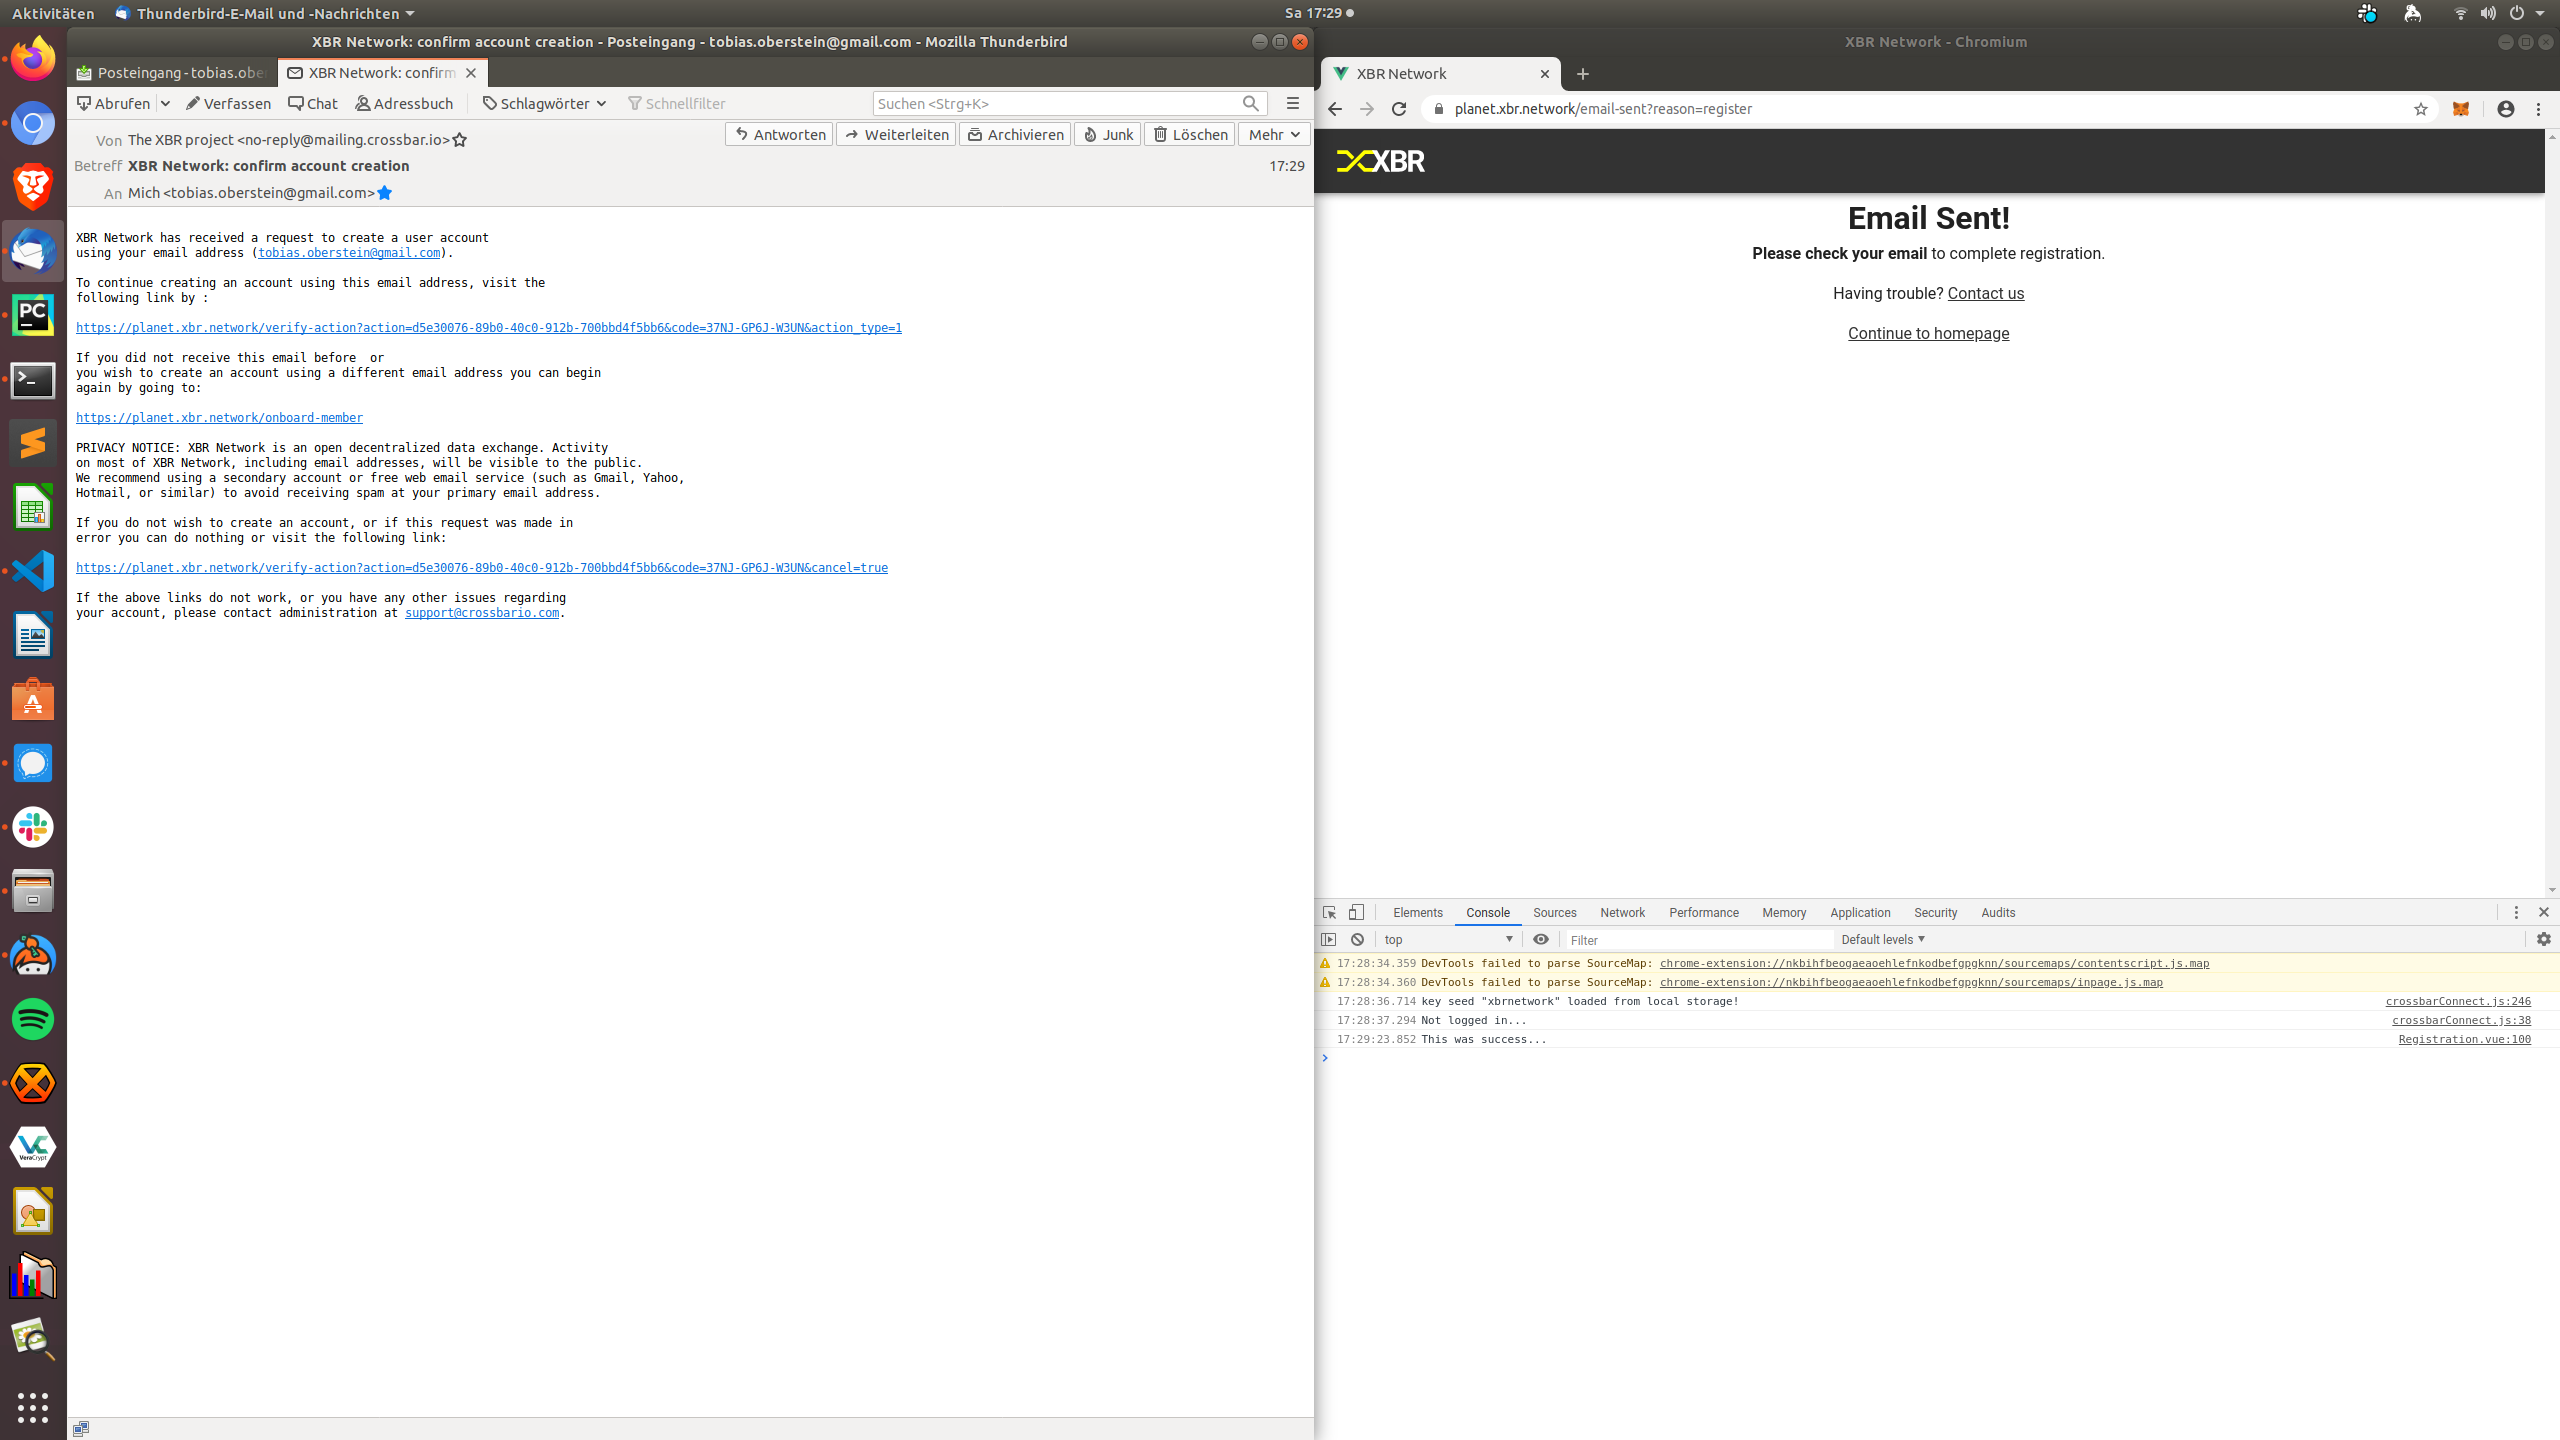 Aktivitäten
Thunderbird-E-Mail und -Nachrichten
Sa 17:29
XBR Network: confirm account creation - Posteingang - tobias.oberstein@gmail.com - Mozilla Thunderbird
Posteingang - tobias.obe
XBR Network: confirm
Abrufen
Verfassen
Chat
Adressbuch
Schlagwörter
Schnellfilter
Suchen <Strg+K>
Von The XBR project <no-reply@mailing.crossbar.io>
Antworten
Weiterleiten
Archivieren
Junk
Löschen
Mehr
Betreff XBR Network: confirm account creation
17:29
An Mich <tobias.oberstein@gmail.com>
XBR Network has received a request to create a user account
using your email address (tobias.oberstein@gmail.com).
To continue creating an account using this email address, visit the
following link by :
https://planet.xbr.network/verify-action?action=d5e30076-89b0-40c0-912b-700bbd4f5bb6&code=37NJ-GP6J-W3UN&action_type=1
If you did not receive this email before  or
you wish to create an account using a different email address you can begin
again by going to:
https://planet.xbr.network/onboard-member
PRIVACY NOTICE: XBR Network is an open decentralized data exchange. Activity
on most of XBR Network, including email addresses, will be visible to the public.
We recommend using a secondary account or free web email service (such as Gmail, Yahoo,
Hotmail, or similar) to avoid receiving spam at your primary email address.
If you do not wish to create an account, or if this request was made in
error you can do nothing or visit the following link:
https://planet.xbr.network/verify-action?action=d5e30076-89b0-40c0-912b-700bbd4f5bb6&code=37NJ-GP6J-W3UN&cancel=true
If the above links do not work, or you have any other issues regarding
your account, please contact administration at support@crossbario.com.
PC
A
VC
VeraCrypt
XBR Network - Chromium
XBR Network
planet.xbr.network/email-sent?reason=register
XBR
Email Sent!
Please check your email to complete registration.
Having trouble? Contact us
Continue to homepage
Elements
Console
Sources
Network
Performance
Memory
Application
Security
Audits
top
Filter
Default levels
17:28:34.359 DevTools failed to parse SourceMap: chrome-extension://nkbihfbeogaeaoehlefnkodbefgpgknn/sourcemaps/contentscript.js.map
17:28:34.360 DevTools failed to parse SourceMap: chrome-extension://nkbihfbeogaeaoehlefnkodbefgpgknn/sourcemaps/inpage.js.map
17:28:36.714 key seed "xbrnetwork" loaded from local storage! crossbarConnect.js:246
17:28:37.294 Not logged in... crossbarConnect.js:38
17:29:23.852 This was success... Registration.vue:100